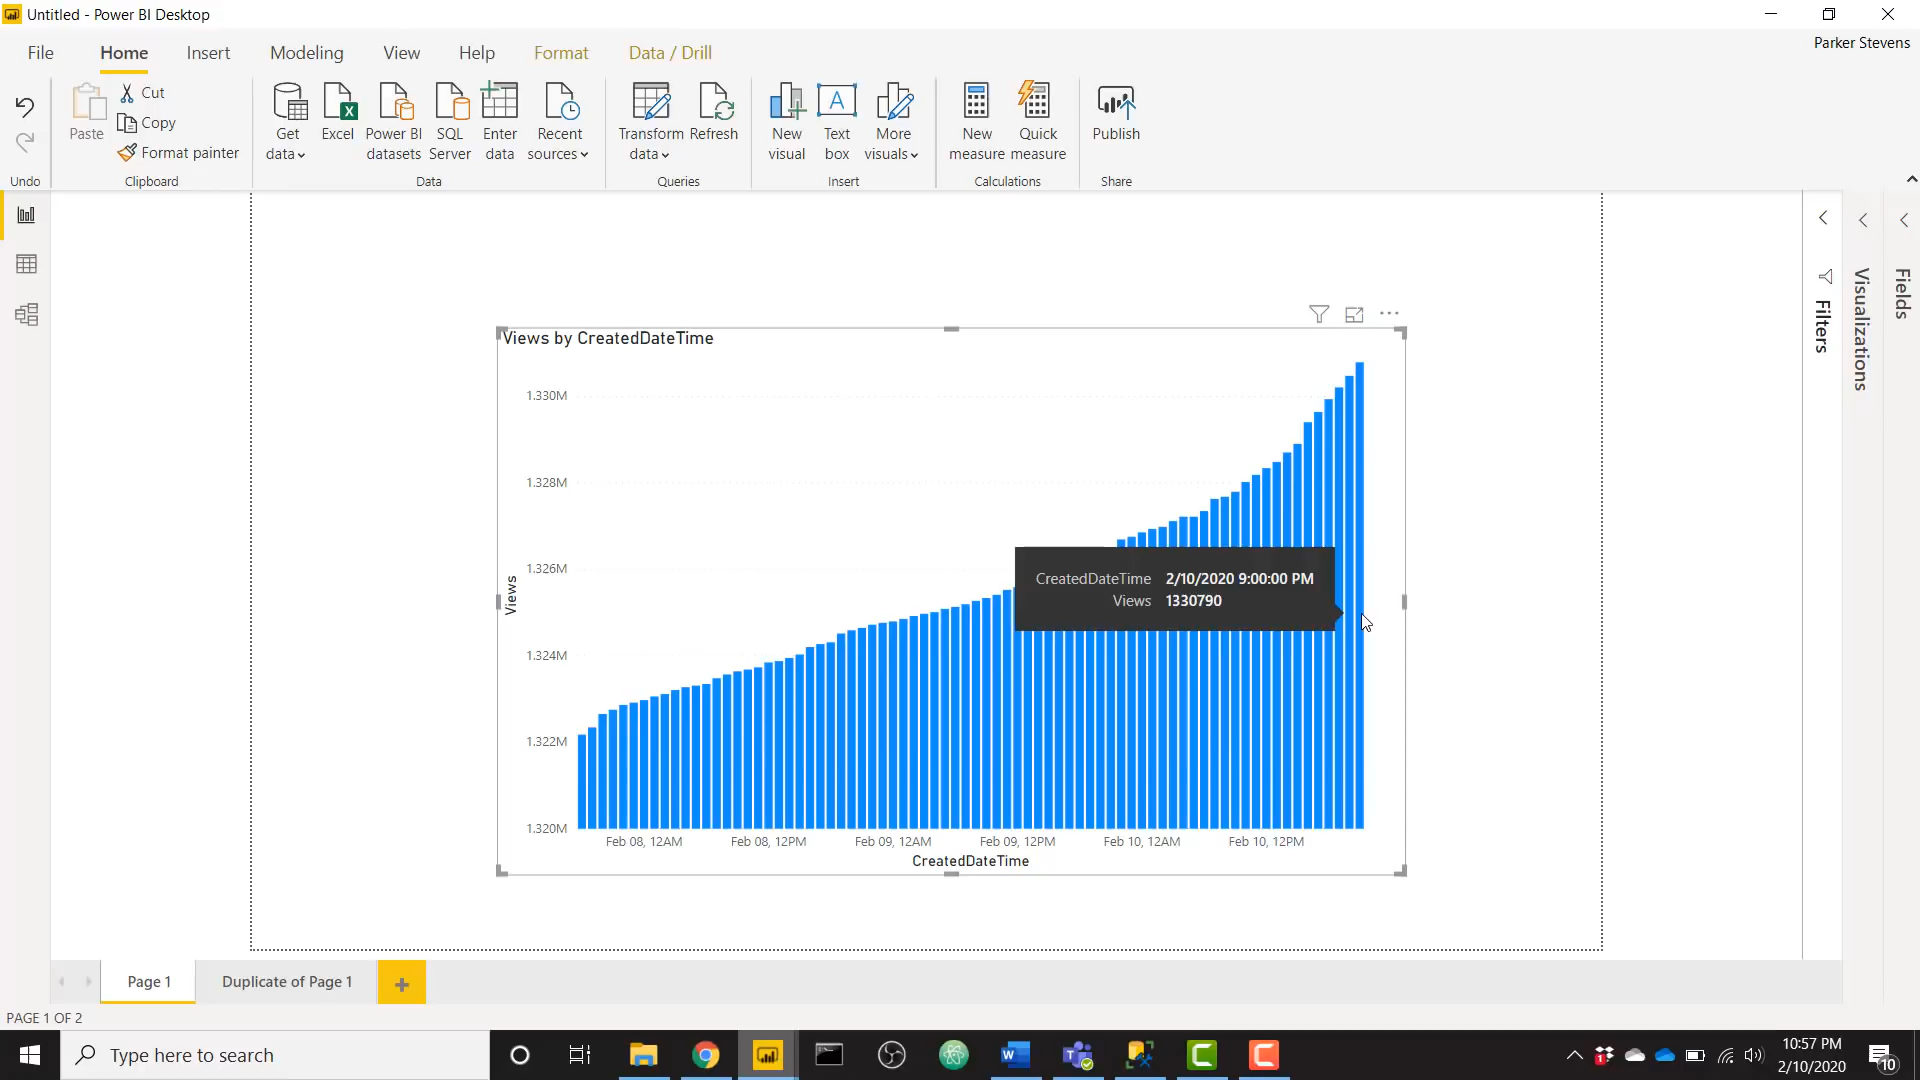 Untitled - Power BI Desktop
Parker Stevens
File Home Insert Modeling View Help Format Data / Drill
Undo
Paste
Cut
Copy
Format painter
Clipboard
Get data
Excel
Power BI datasets
SQL Server
Enter data
Recent sources
Data
Transform data
Refresh
Queries
New visual
A
Text box
More visuals
Insert
New measure
Quick measure
Calculations
Publish
Share
Filters
Visualizations
Fields
Views by CreatedDateTime
1.330M
1.328M
1.326M
1.324M
1.322M
1.320M
Views
CreatedDateTime 2/10/2020 9:00:00 PM
Views 1330790
Feb 08, 12AM Feb 08, 12PM Feb 09, 12AM Feb 09, 12PM Feb 10, 12AM Feb 10, 12PM
CreatedDateTime
Page 1 Duplicate of Page 1 +
PAGE 1 OF 2
Type here to search
10:57 PM
2/10/2020
10